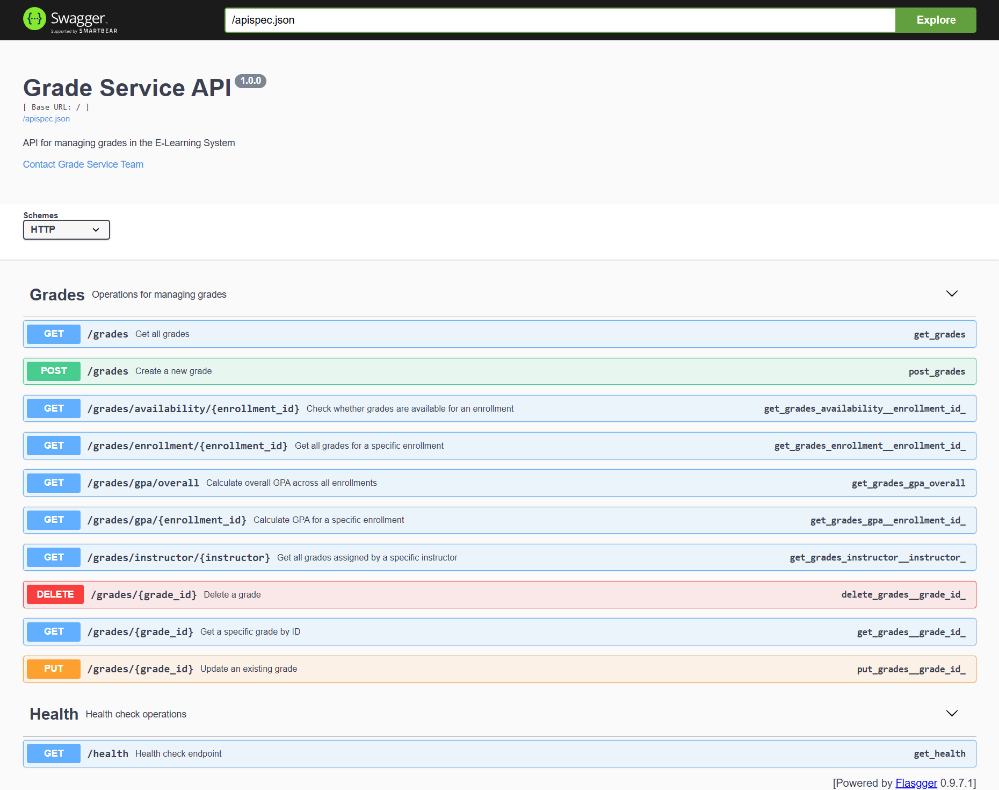 {···} Swagger™
Supported by SMARTBEAR
/apispec.json
Explore
Grade Service API 1.0.0
[ Base URL: / ]
/apispec.json
API for managing grades in the E-Learning System
Contact Grade Service Team
Schemes
HTTP
Grades Operations for managing grades
GET /grades Get all grades get_grades
POST /grades Create a new grade post_grades
GET /grades/availability/{enrollment_id} Check whether grades are available for an enrollment get_grades_availability__enrollment_id_
GET /grades/enrollment/{enrollment_id} Get all grades for a specific enrollment get_grades_enrollment__enrollment_id_
GET /grades/gpa/overall Calculate overall GPA across all enrollments get_grades_gpa_overall
GET /grades/gpa/{enrollment_id} Calculate GPA for a specific enrollment get_grades_gpa__enrollment_id_
GET /grades/instructor/{instructor} Get all grades assigned by a specific instructor get_grades_instructor__instructor_
DELETE /grades/{grade_id} Delete a grade delete_grades__grade_id_
GET /grades/{grade_id} Get a specific grade by ID get_grades__grade_id_
PUT /grades/{grade_id} Update an existing grade put_grades__grade_id_
Health Health check operations
GET /health Health check endpoint get_health
[Powered by Flasgger 0.9.7.1]